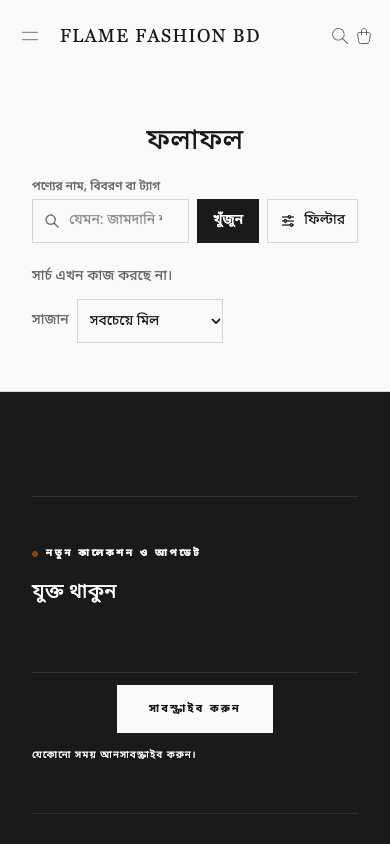 FLAME FASHION BD
ফলাফল
পণ্যের নাম, বিবরণ বা ট্যাগ
যেমন: জামদানি
খুঁজুন
ফিল্টার
সার্চ এখন কাজ করছে না।
সাজান
সবচেয়ে মিল
নতুন কালেকশন ও আপডেট
যুক্ত থাকুন
সাবস্ক্রাইব করুন
যেকোনো সময় আনসাবস্ক্রাইব করুন।